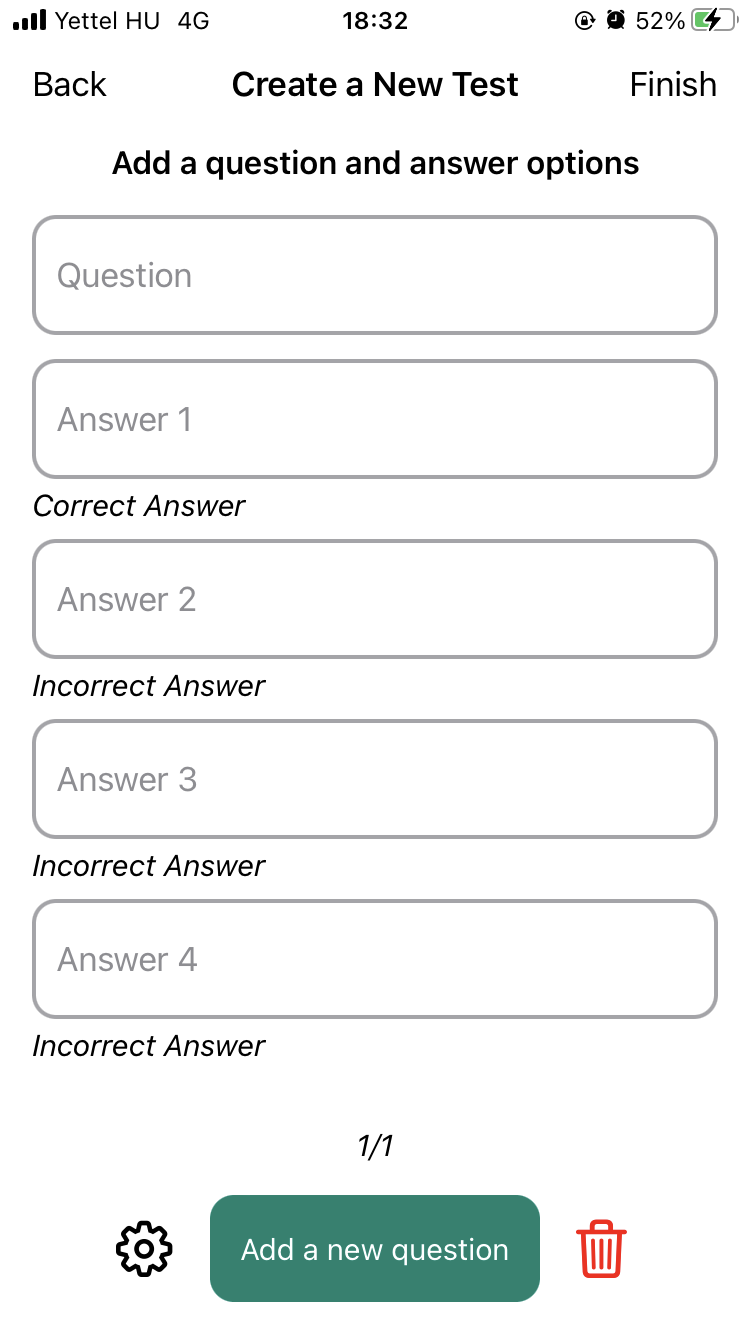 Yettel HU 4G 18:32 52%
Back Create a New Test Finish
Add a question and answer options
Question
Answer 1
Correct Answer
Answer 2
Incorrect Answer
Answer 3
Incorrect Answer
Answer 4
Incorrect Answer
1/1
Add a new question